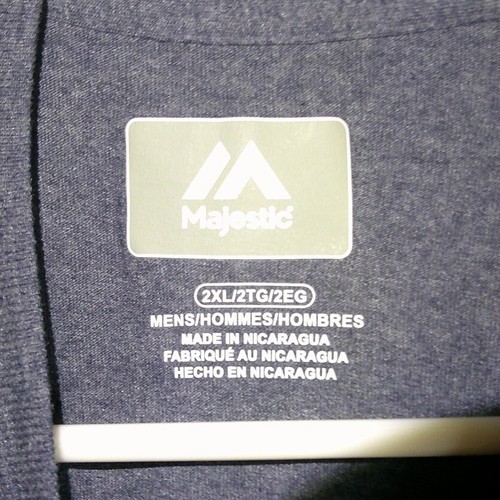 Majestic
2XL/2TG/2EG
MENS/HOMMES/HOMBRES
MADE IN NICARAGUA
FABRIQUÉ AU NICARAGUA
HECHO EN NICARAGUA